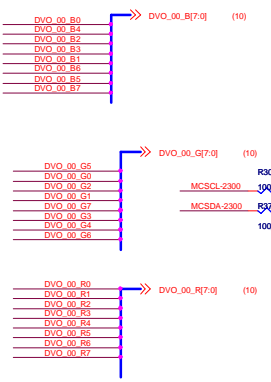 DVO_00_B0
DVO_00_B4
DVO_00_B2
DVO_00_B3
DVO_00_B1
DVO_00_B6
DVO_00_B5
DVO_00_B7
DVO_00_B[7:0] (10)
DVO_00_G5
DVO_00_G0
DVO_00_G2
DVO_00_G1
DVO_00_G7
DVO_00_G3
DVO_00_G4
DVO_00_G6
DVO_00_G[7:0] (10)
MCSCL-2300
MCSDA-2300
100
DVO_00_R0
DVO_00_R1
DVO_00_R2
DVO_00_R3
DVO_00_R4
DVO_00_R5
DVO_00_R6
DVO_00_R7
DVO_00_R[7:0] (10)